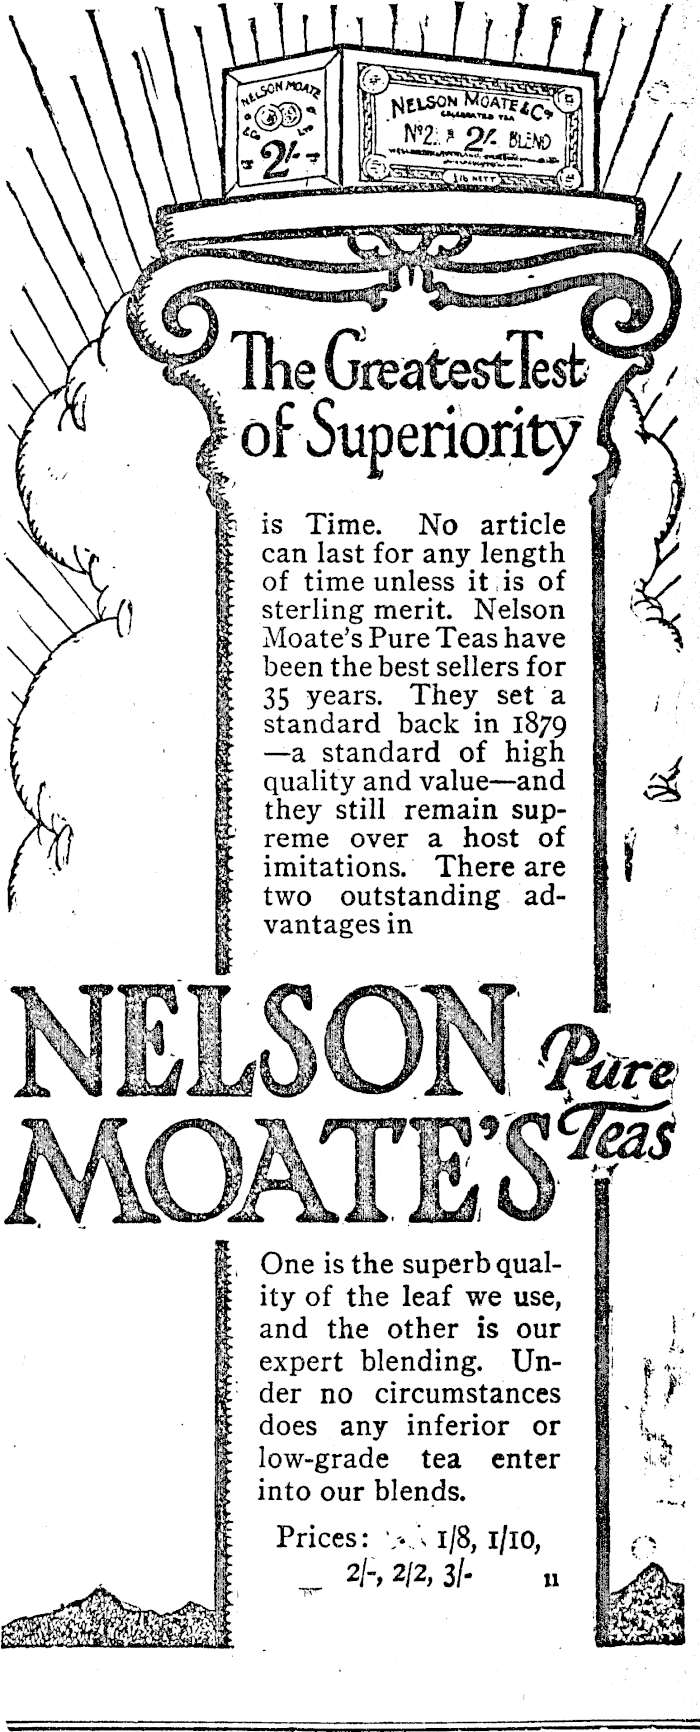 NELSON MOATE
& Co LTD
2/-
NELSON MOATE & Co
CELEBRATED TEA
No 2. 2/- BLEND
1 lb NETT
The Greatest Test
of Superiority
is Time. No article
can last for any length
of time unless it is of
sterling merit. Nelson
Moate's Pure Teas have
been the best sellers for
35 years. They set a
standard back in 1879
—a standard of high
quality and value—and
they still remain sup-
reme over a host of
imitations. There are
two outstanding ad-
vantages in
NELSON
MOATE'S
Pure
Teas
One is the superb qual-
ity of the leaf we use,
and the other is our
expert blending. Un-
der no circumstances
does any inferior or
low-grade tea enter
into our blends.
Prices: 1/8, 1/10,
2/-, 2/2, 3/-
11